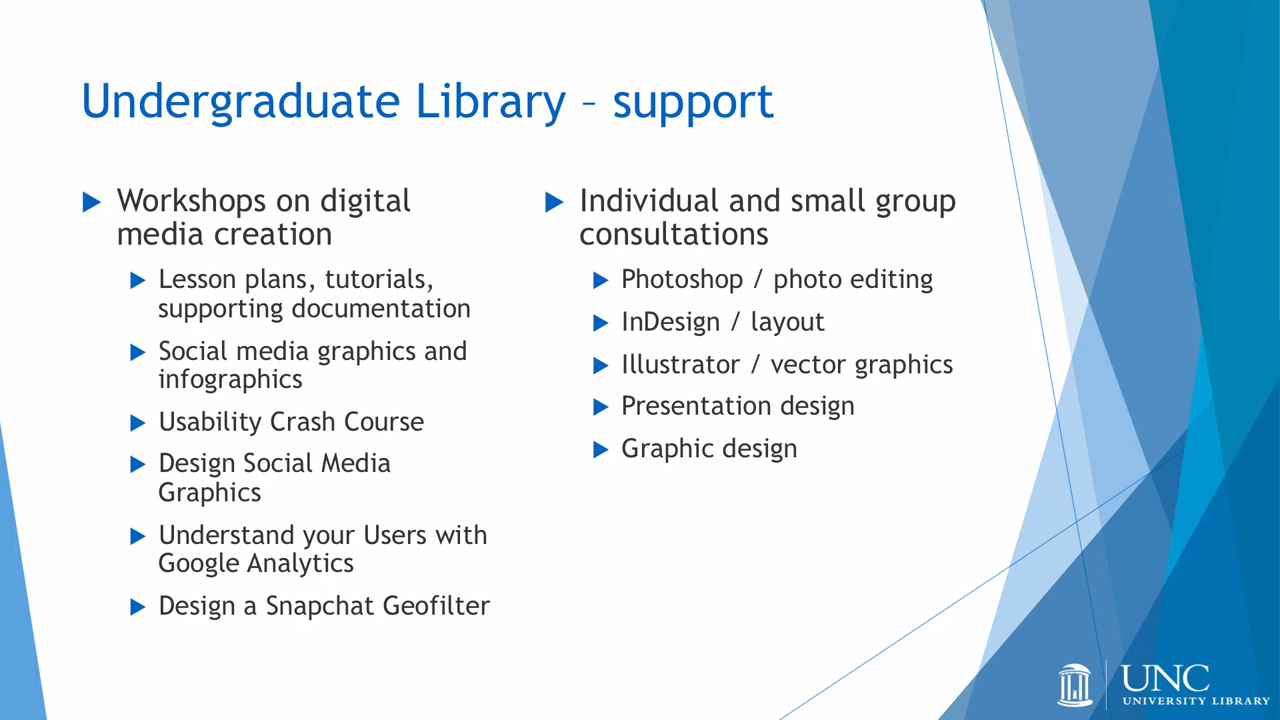 Undergraduate Library – support
Workshops on digital
media creation
Lesson plans, tutorials,
supporting documentation
Social media graphics and
infographics
Usability Crash Course
Design Social Media
Graphics
Understand your Users with
Google Analytics
Design a Snapchat Geofilter
Individual and small group
consultations
Photoshop / photo editing
InDesign / layout
Illustrator / vector graphics
Presentation design
Graphic design
UNC
UNIVERSITY LIBRARY